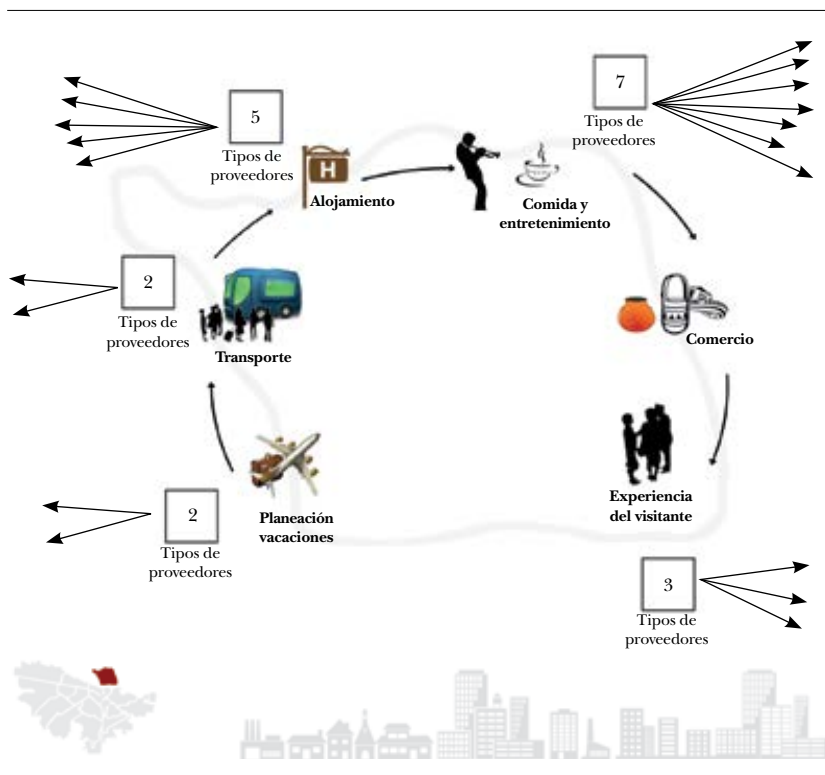 7
Tipos de
proveedores
5
Tipos de
proveedores
H
Alojamiento
Comida y
entretenimiento
2
Tipos de
proveedores
Transporte
Comercio
2
Tipos de
proveedores
Planeación
vacaciones
Experiencia
del visitante
3
Tipos de
proveedores